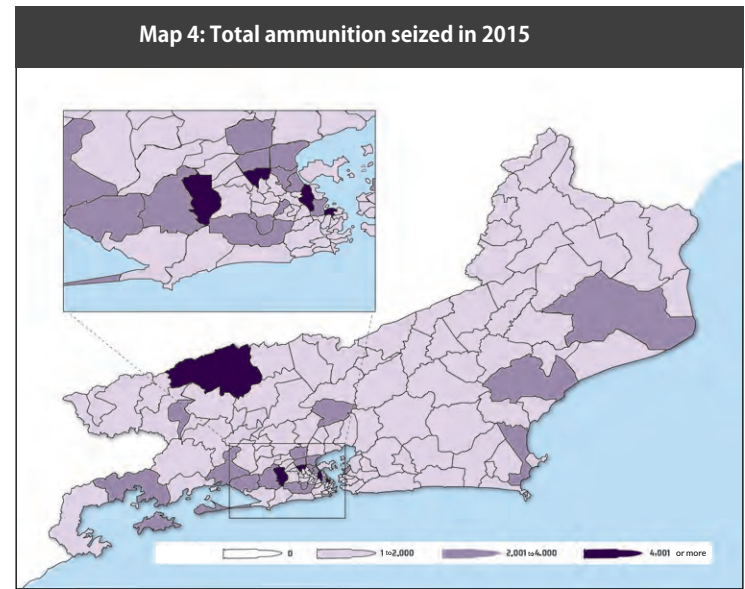 Map 4: Total ammunition seized in 2015
0 1 to 2,000 2,001 to 4,000 4,001 or more